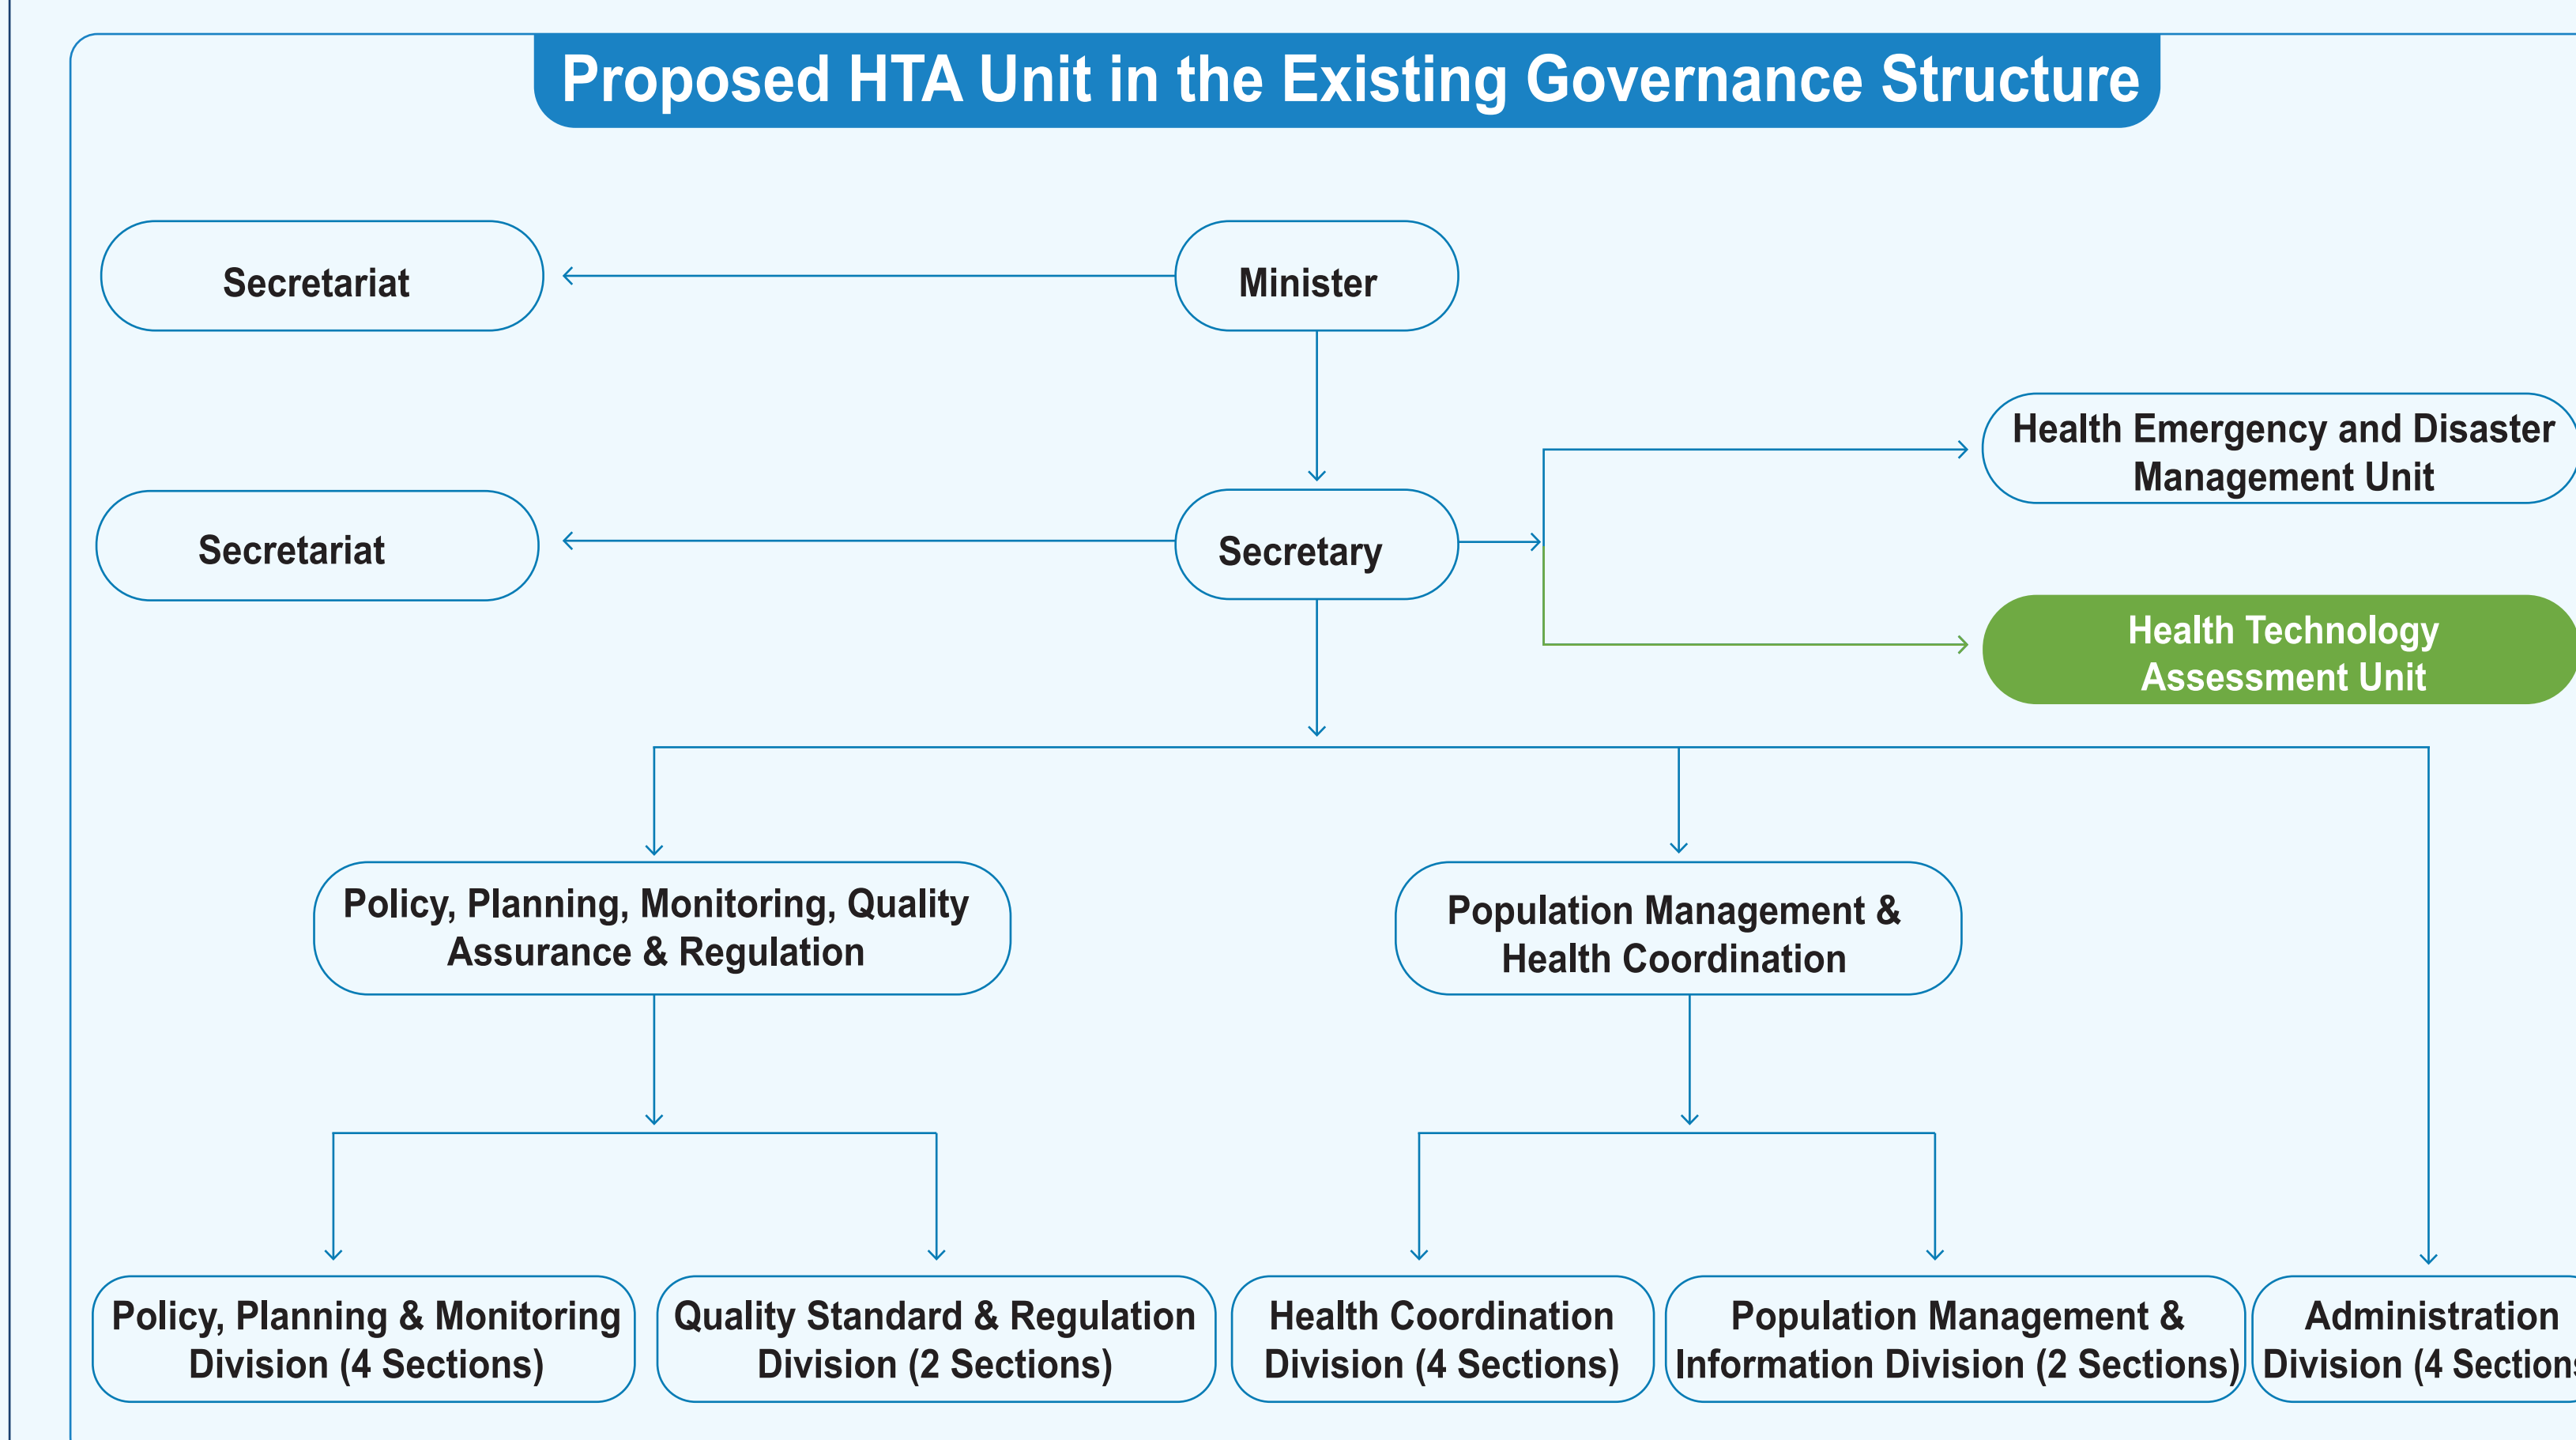 Proposed HTA Unit in the Existing Governance Structure
Secretariat
Minister
Health Emergency and Disaster
Management Unit
Secretariat
Secretary
Health Technology
Assessment Unit
Policy, Planning, Monitoring, Quality
Assurance & Regulation
Population Management &
Health Coordination
Policy, Planning & Monitoring
Division (4 Sections)
Quality Standard & Regulation
Division (2 Sections)
Health Coordination
Division (4 Sections)
Population Management &
Information Division (2 Sections)
Administration
Division (4 Sections